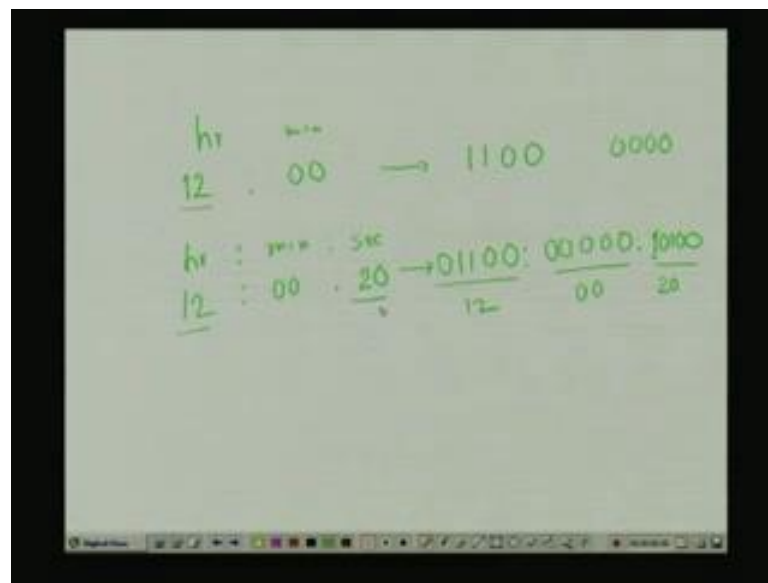 hr min
12 . 00 → 1100 0000
hr : min . sec
12 : 00 . 20 → 01100 : 00000 . 10100
12 00 20